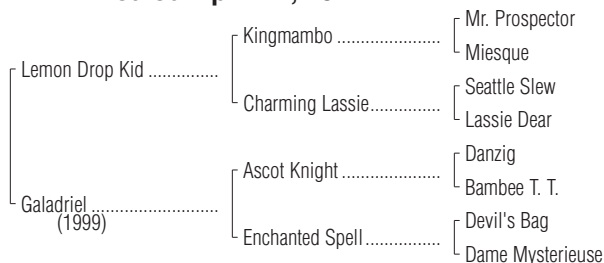 Mr. Prospector
Kingmambo ..................
Miesque
Lemon Drop Kid ...............
Seattle Slew
Charming Lassie................
Lassie Dear
Danzig
Ascot Knight ......................
Bambee T. T.
Galadriel ...........................
(1999)
Devil's Bag
Enchanted Spell.................
Dame Mysterieuse